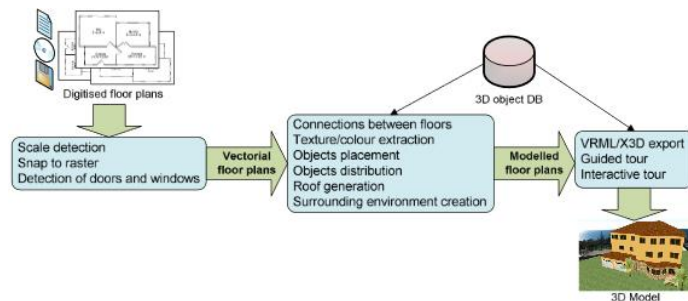 Digitised floor plans
3D object DB
Scale detection
Snap to raster
Detection of doors and windows
Vectorial
floor plans
Connections between floors
Texture/colour extraction
Objects placement
Objects distribution
Roof generation
Surrounding environment creation
Modelled
floor plans
VRML/X3D export
Guided tour
Interactive tour
3D Model